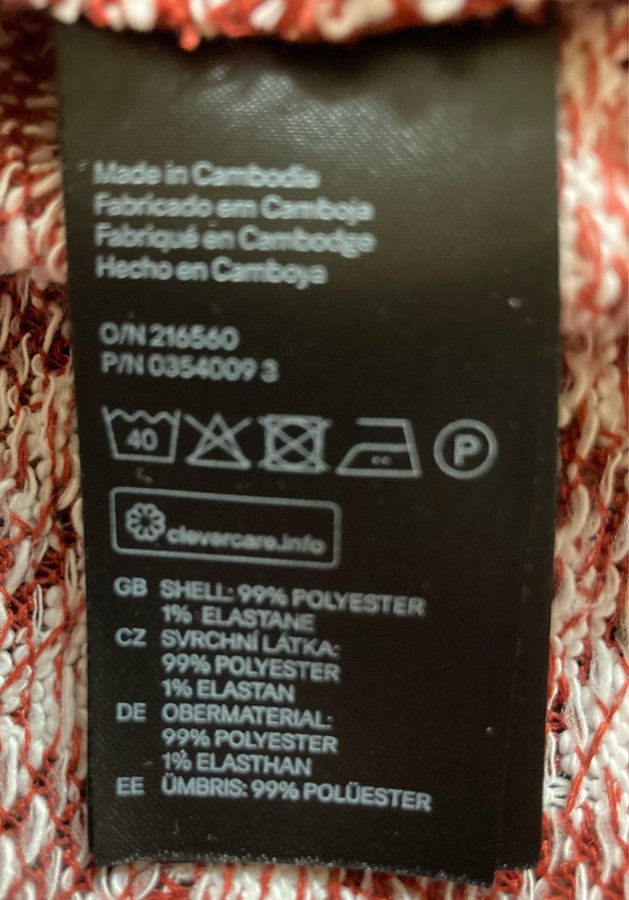 Made in Cambodia
Fabricado em Camboja
Fabriqué en Cambodge
Hecho en Camboya
O/N 216560
P/N 0354009 3
40 P
clevercare.info
GB SHELL: 99% POLYESTER
1% ELASTANE
CZ SVRCHNÍ LÁTKA:
99% POLYESTER
1% ELASTAN
DE OBERMATERIAL:
99% POLYESTER
1% ELASTHAN
EE ÜMBRIS: 99% POLÜESTER